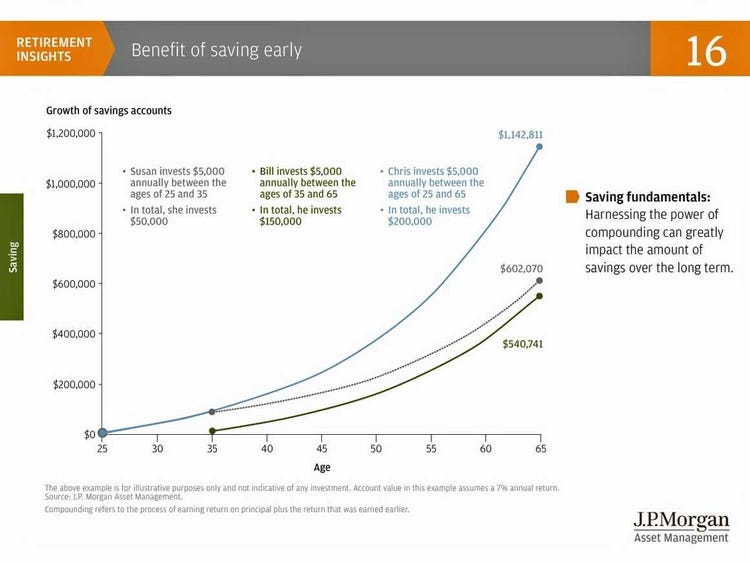 RETIREMENT
INSIGHTS
Benefit of saving early
16
Growth of savings accounts
$1,200,000
$1,000,000
$800,000
$600,000
$400,000
$200,000
$0
• Susan invests $5,000
annually between the
ages of 25 and 35
• In total, she invests
$50,000
• Bill invests $5,000
annually between the
ages of 35 and 65
• In total, he invests
$150,000
• Chris invests $5,000
annually between the
ages of 25 and 65
• In total, he invests
$200,000
$1,142,811
$602,070
$540,741
25 30 35 40 45 50 55 60 65
Age
Saving fundamentals:
Harnessing the power of
compounding can greatly
impact the amount of
savings over the long term.
Saving
The above example is for illustrative purposes only and not indicative of any investment. Account value in this example assumes a 7% annual return.
Source: J.P. Morgan Asset Management.
Compounding refers to the process of earning return on principal plus the return that was earned earlier.
J.P.Morgan
Asset Management